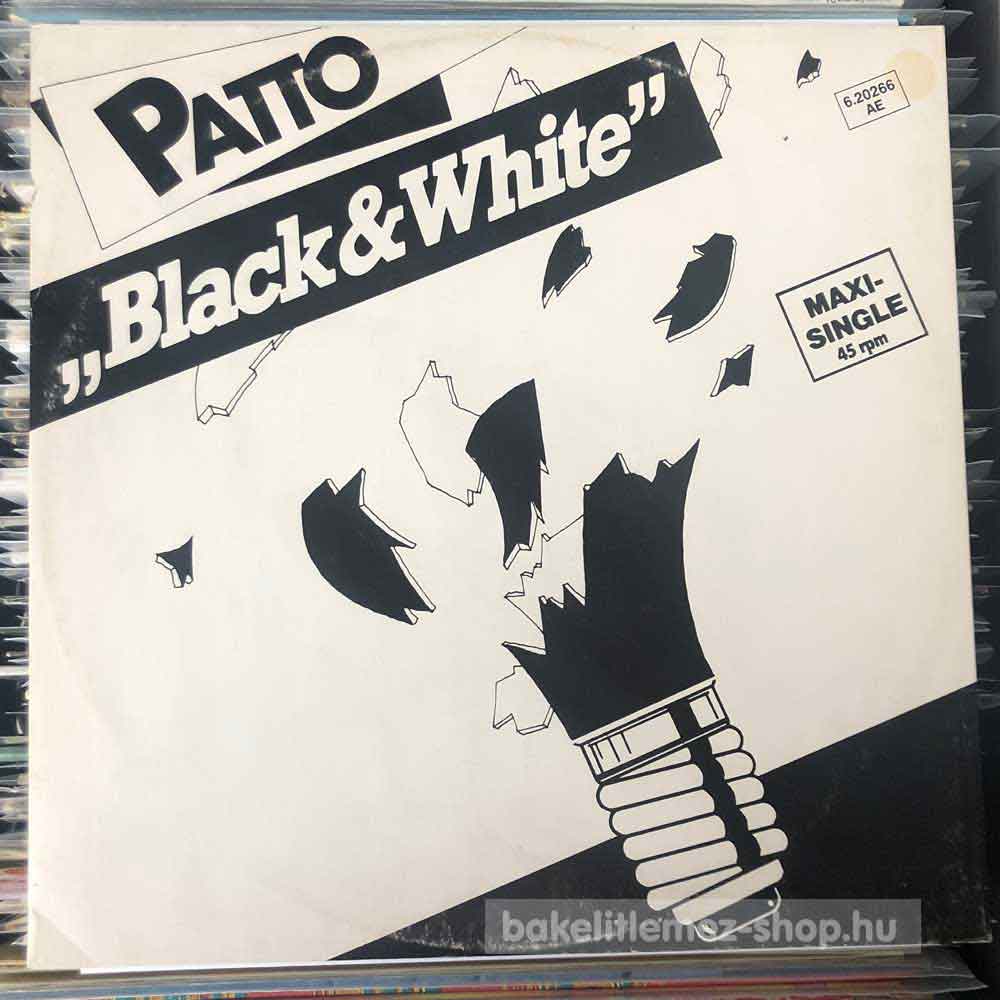 PATTO
„Black & White”
6.20266
AE
MAXI-
SINGLE
45 rpm
bakelitlemez-shop.hu